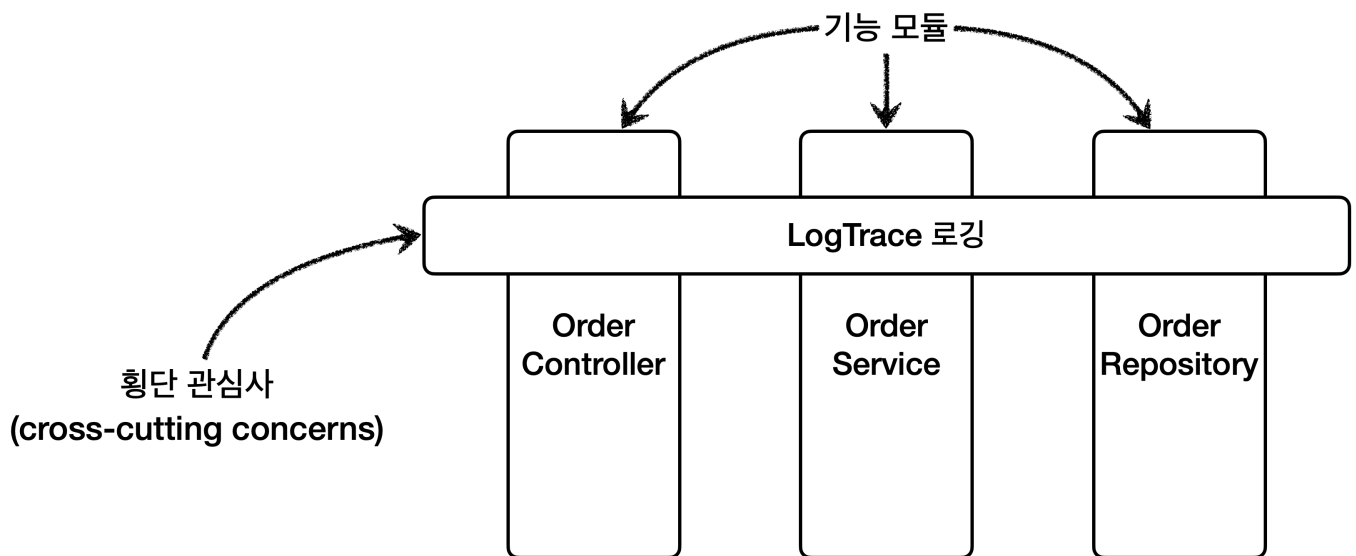 기능 모듈
LogTrace 로깅
Order
Controller
Order
Service
Order
Repository
횡단 관심사
(cross-cutting concerns)